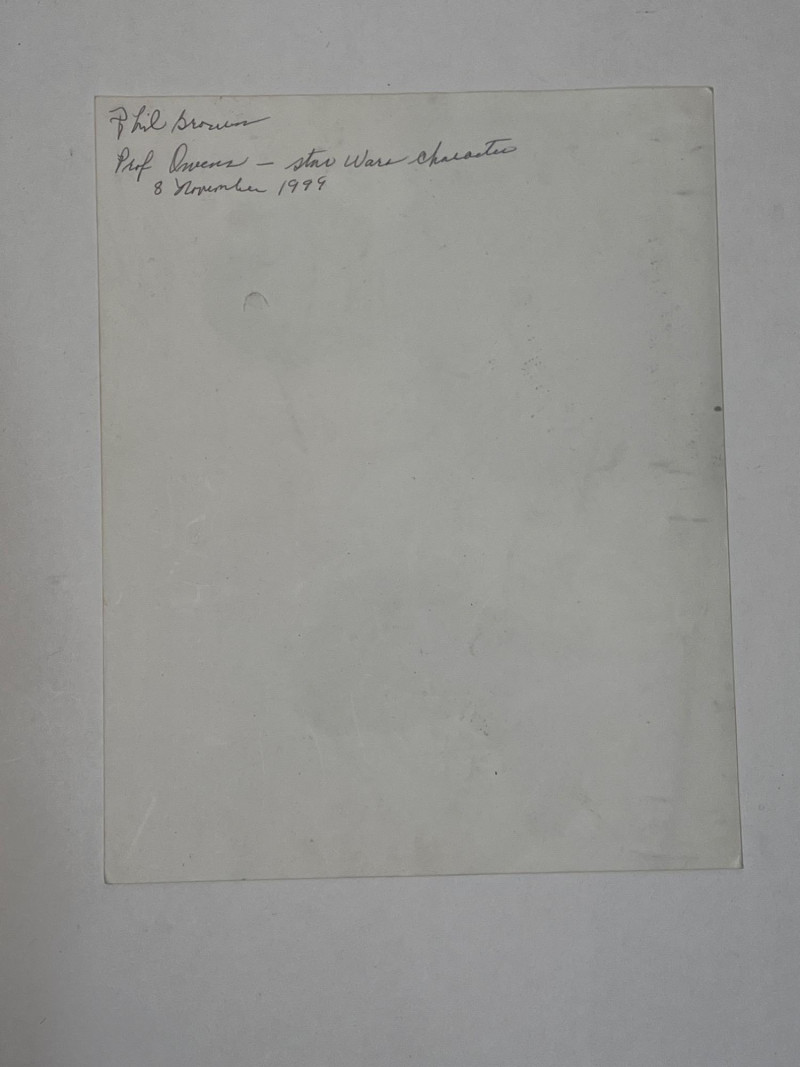 Phil Brown
Prof Owens – Star Wars character
8 November 1999